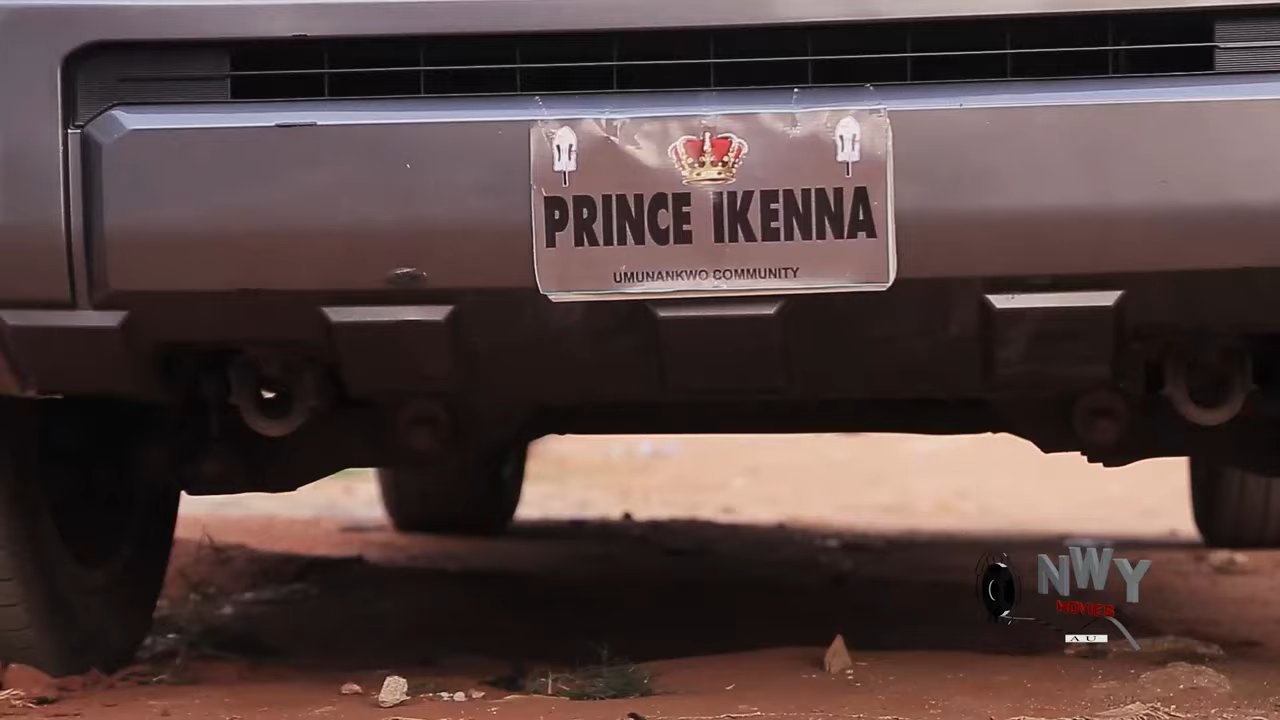 PRINCE IKENNA
UMUNANKWO COMMUNITY
NWY
MOVIES
AU